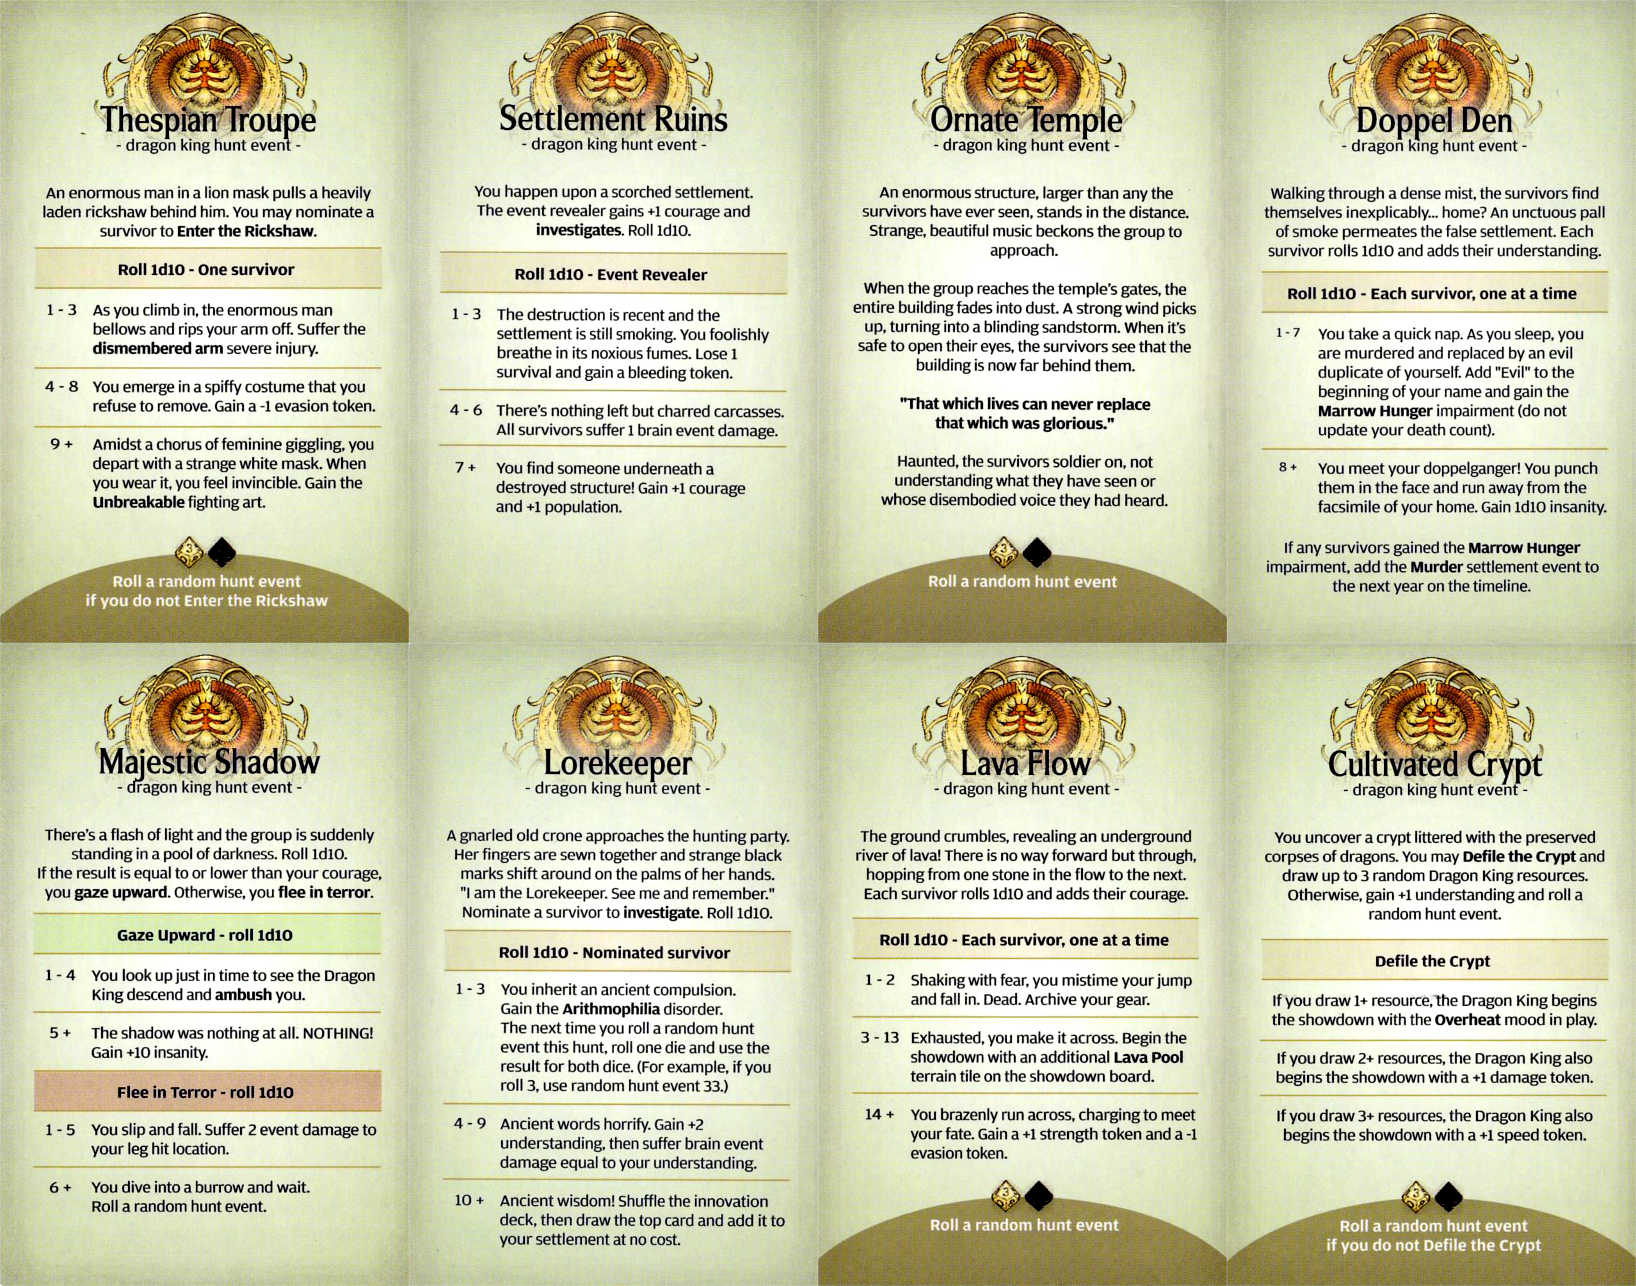 Thespian Troupe
- dragon king hunt event -
An enormous man in a lion mask pulls a heavily
laden rickshaw behind him. You may nominate a
survivor to Enter the Rickshaw.
Roll 1d10 - One survivor
1 - 3 As you climb in, the enormous man
bellows and rips your arm off. Suffer the
dismembered arm severe injury.
4 - 8 You emerge in a spiffy costume that you
refuse to remove. Gain a -1 evasion token.
9 + Amidst a chorus of feminine giggling, you
depart with a strange white mask. When
you wear it, you feel invincible. Gain the
Unbreakable fighting art.
3
Roll a random hunt event
if you do not Enter the Rickshaw
Settlement Ruins
- dragon king hunt event -
You happen upon a scorched settlement.
The event revealer gains +1 courage and
investigates. Roll 1d10.
Roll 1d10 - Event Revealer
1 - 3 The destruction is recent and the
settlement is still smoking. You foolishly
breathe in its noxious fumes. Lose 1
survival and gain a bleeding token.
4 - 6 There's nothing left but charred carcasses.
All survivors suffer 1 brain event damage.
7 + You find someone underneath a
destroyed structure! Gain +1 courage
and +1 population.
Ornate Temple
- dragon king hunt event -
An enormous structure, larger than any the
survivors have ever seen, stands in the distance.
Strange, beautiful music beckons the group to
approach.
When the group reaches the temple's gates, the
entire building fades into dust. A strong wind picks
up, turning into a blinding sandstorm. When it's
safe to open their eyes, the survivors see that the
building is now far behind them.
"That which lives can never replace
that which was glorious."
Haunted, the survivors soldier on, not
understanding what they have seen or
whose disembodied voice they had heard.
3
Roll a random hunt event
Doppel Den
- dragon king hunt event -
Walking through a dense mist, the survivors find
themselves inexplicably... home? An unctuous pall
of smoke permeates the false settlement. Each
survivor rolls 1d10 and adds their understanding.
Roll 1d10 - Each survivor, one at a time
1 - 7 You take a quick nap. As you sleep, you
are murdered and replaced by an evil
duplicate of yourself. Add "Evil" to the
beginning of your name and gain the
Marrow Hunger impairment (do not
update your death count).
8 + You meet your doppelganger! You punch
them in the face and run away from the
facsimile of your home. Gain 1d10 insanity.
If any survivors gained the Marrow Hunger
impairment, add the Murder settlement event to
the next year on the timeline.
Majestic Shadow
- dragon king hunt event -
There's a flash of light and the group is suddenly
standing in a pool of darkness. Roll 1d10.
If the result is equal to or lower than your courage,
you gaze upward. Otherwise, you flee in terror.
Gaze Upward - roll 1d10
1 - 4 You look up just in time to see the Dragon
King descend and ambush you.
5 + The shadow was nothing at all. NOTHING!
Gain +10 insanity.
Flee in Terror - roll 1d10
1 - 5 You slip and fall. Suffer 2 event damage to
your leg hit location.
6 + You dive into a burrow and wait.
Roll a random hunt event.
Lorekeeper
- dragon king hunt event -
A gnarled old crone approaches the hunting party.
Her fingers are sewn together and strange black
marks shift around on the palms of her hands.
"I am the Lorekeeper. See me and remember."
Nominate a survivor to investigate. Roll 1d10.
Roll 1d10 - Nominated survivor
1 - 3 You inherit an ancient compulsion.
Gain the Arithmophilia disorder.
The next time you roll a random hunt
event this hunt, roll one die and use the
result for both dice. (For example, if you
roll 3, use random hunt event 33.)
4 - 9 Ancient words horrify. Gain +2
understanding, then suffer brain event
damage equal to your understanding.
10 + Ancient wisdom! Shuffle the innovation
deck, then draw the top card and add it to
your settlement at no cost.
Lava Flow
- dragon king hunt event -
The ground crumbles, revealing an underground
river of lava! There is no way forward but through,
hopping from one stone in the flow to the next.
Each survivor rolls 1d10 and adds their courage.
Roll 1d10 - Each survivor, one at a time
1 - 2 Shaking with fear, you mistime your jump
and fall in. Dead. Archive your gear.
3 - 13 Exhausted, you make it across. Begin the
showdown with an additional Lava Pool
terrain tile on the showdown board.
14 + You brazenly run across, charging to meet
your fate. Gain a +1 strength token and a -1
evasion token.
3
Roll a random hunt event
Cultivated Crypt
- dragon king hunt event -
You uncover a crypt littered with the preserved
corpses of dragons. You may Defile the Crypt and
draw up to 3 random Dragon King resources.
Otherwise, gain +1 understanding and roll a
random hunt event.
Defile the Crypt
If you draw 1+ resource, the Dragon King begins
the showdown with the Overheat mood in play.
If you draw 2+ resources, the Dragon King also
begins the showdown with a +1 damage token.
If you draw 3+ resources, the Dragon King also
begins the showdown with a +1 speed token.
3
Roll a random hunt event
if you do not Defile the Crypt